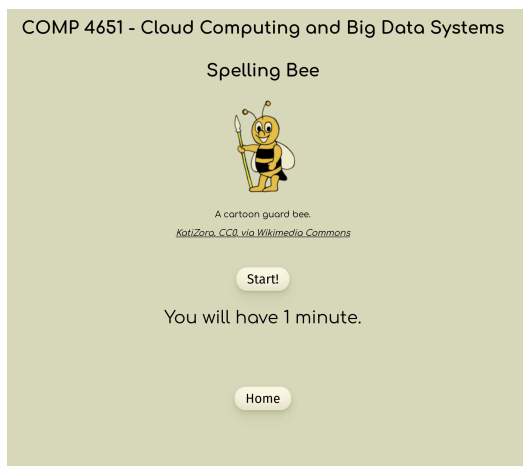 COMP 4651 - Cloud Computing and Big Data Systems
Spelling Bee
A cartoon guard bee.
KatiZora, CC0, via Wikimedia Commons
Start!
You will have 1 minute.
Home